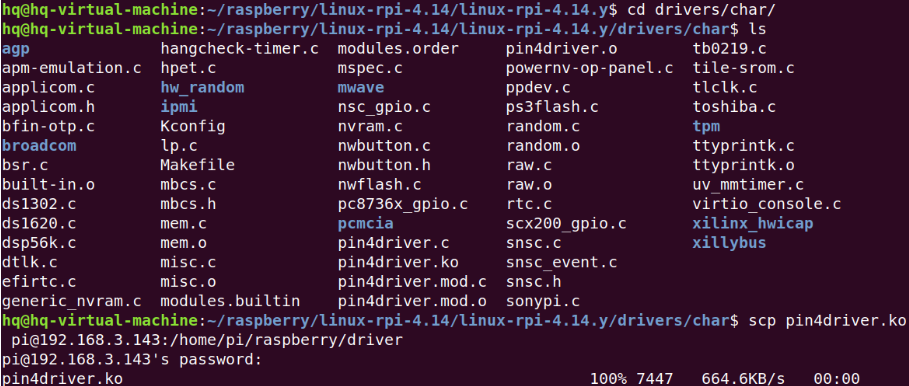 hq@hq-virtual-machine:~/raspberry/linux-rpi-4.14/linux-rpi-4.14.y$ cd drivers/char/
hq@hq-virtual-machine:~/raspberry/linux-rpi-4.14/linux-rpi-4.14.y/drivers/char$ ls
agp hangcheck-timer.c modules.order pin4driver.o tb0219.c
apm-emulation.c hpet.c mspec.c powernv-op-panel.c tile-srom.c
applicom.c hw_random mwave ppdev.c tlclk.c
applicom.h ipmi nsc_gpio.c ps3flash.c toshiba.c
bfin-otp.c Kconfig nvram.c random.c tpm
broadcom lp.c nwbutton.c random.o ttyprintk.c
bsr.c Makefile nwbutton.h raw.c ttyprintk.o
built-in.o mbcs.c nwflash.c raw.o uv_mmtimer.c
ds1302.c mbcs.h pc8736x_gpio.c rtc.c virtio_console.c
ds1620.c mem.c pcmcia scx200_gpio.c xilinx_hwicap
dsp56k.c mem.o pin4driver.c snsc.c xillybus
dtlk.c misc.c pin4driver.ko snsc_event.c
efirtc.c misc.o pin4driver.mod.c snsc.h
generic_nvram.c modules.builtin pin4driver.mod.o sonypi.c
hq@hq-virtual-machine:~/raspberry/linux-rpi-4.14/linux-rpi-4.14.y/drivers/char$ scp pin4driver.ko
pi@192.168.3.143:/home/pi/raspberry/driver
pi@192.168.3.143's password:
pin4driver.ko 100% 7447 664.6KB/s 00:00